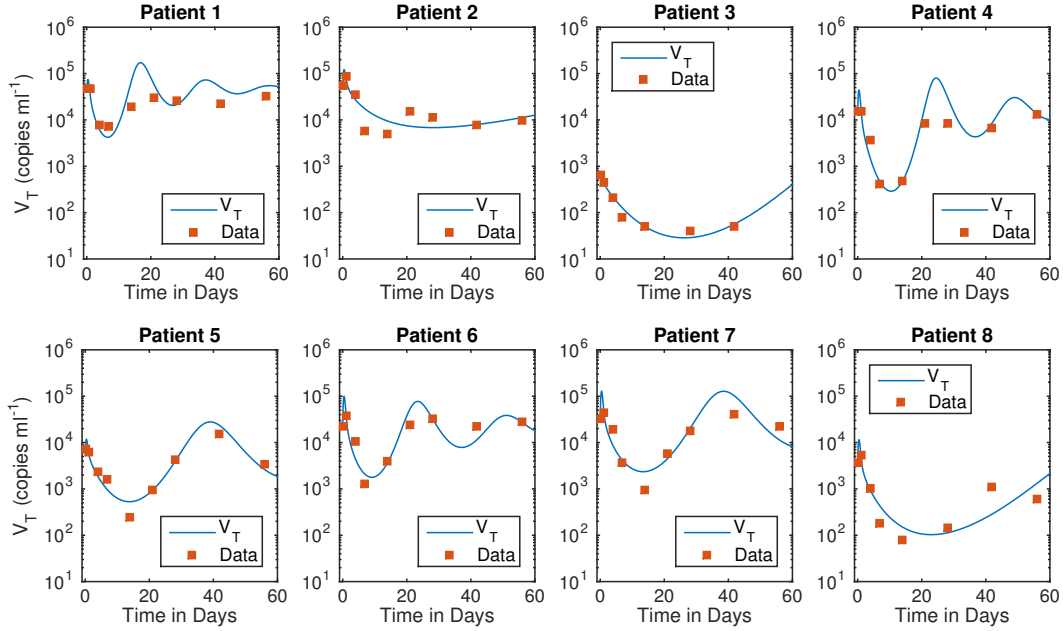 Patient 1 Patient 2 Patient 3 Patient 4
10^6 10^6 10^6 10^6
10^5 10^5 10^5 10^5
10^4 10^4 10^4 10^4
10^3 10^3 10^3 10^3
10^2 10^2 10^2 10^2
10^1 10^1 10^1 10^1
V_T (copies ml^-1)
V_T
Data
V_T
Data
V_T
Data
V_T
Data
0 20 40 60 0 20 40 60 0 20 40 60 0 20 40 60
Time in Days Time in Days Time in Days Time in Days
Patient 5 Patient 6 Patient 7 Patient 8
10^6 10^6 10^6 10^6
10^5 10^5 10^5 10^5
10^4 10^4 10^4 10^4
10^3 10^3 10^3 10^3
10^2 10^2 10^2 10^2
10^1 10^1 10^1 10^1
V_T (copies ml^-1)
V_T
Data
V_T
Data
V_T
Data
V_T
Data
0 20 40 60 0 20 40 60 0 20 40 60 0 20 40 60
Time in Days Time in Days Time in Days Time in Days